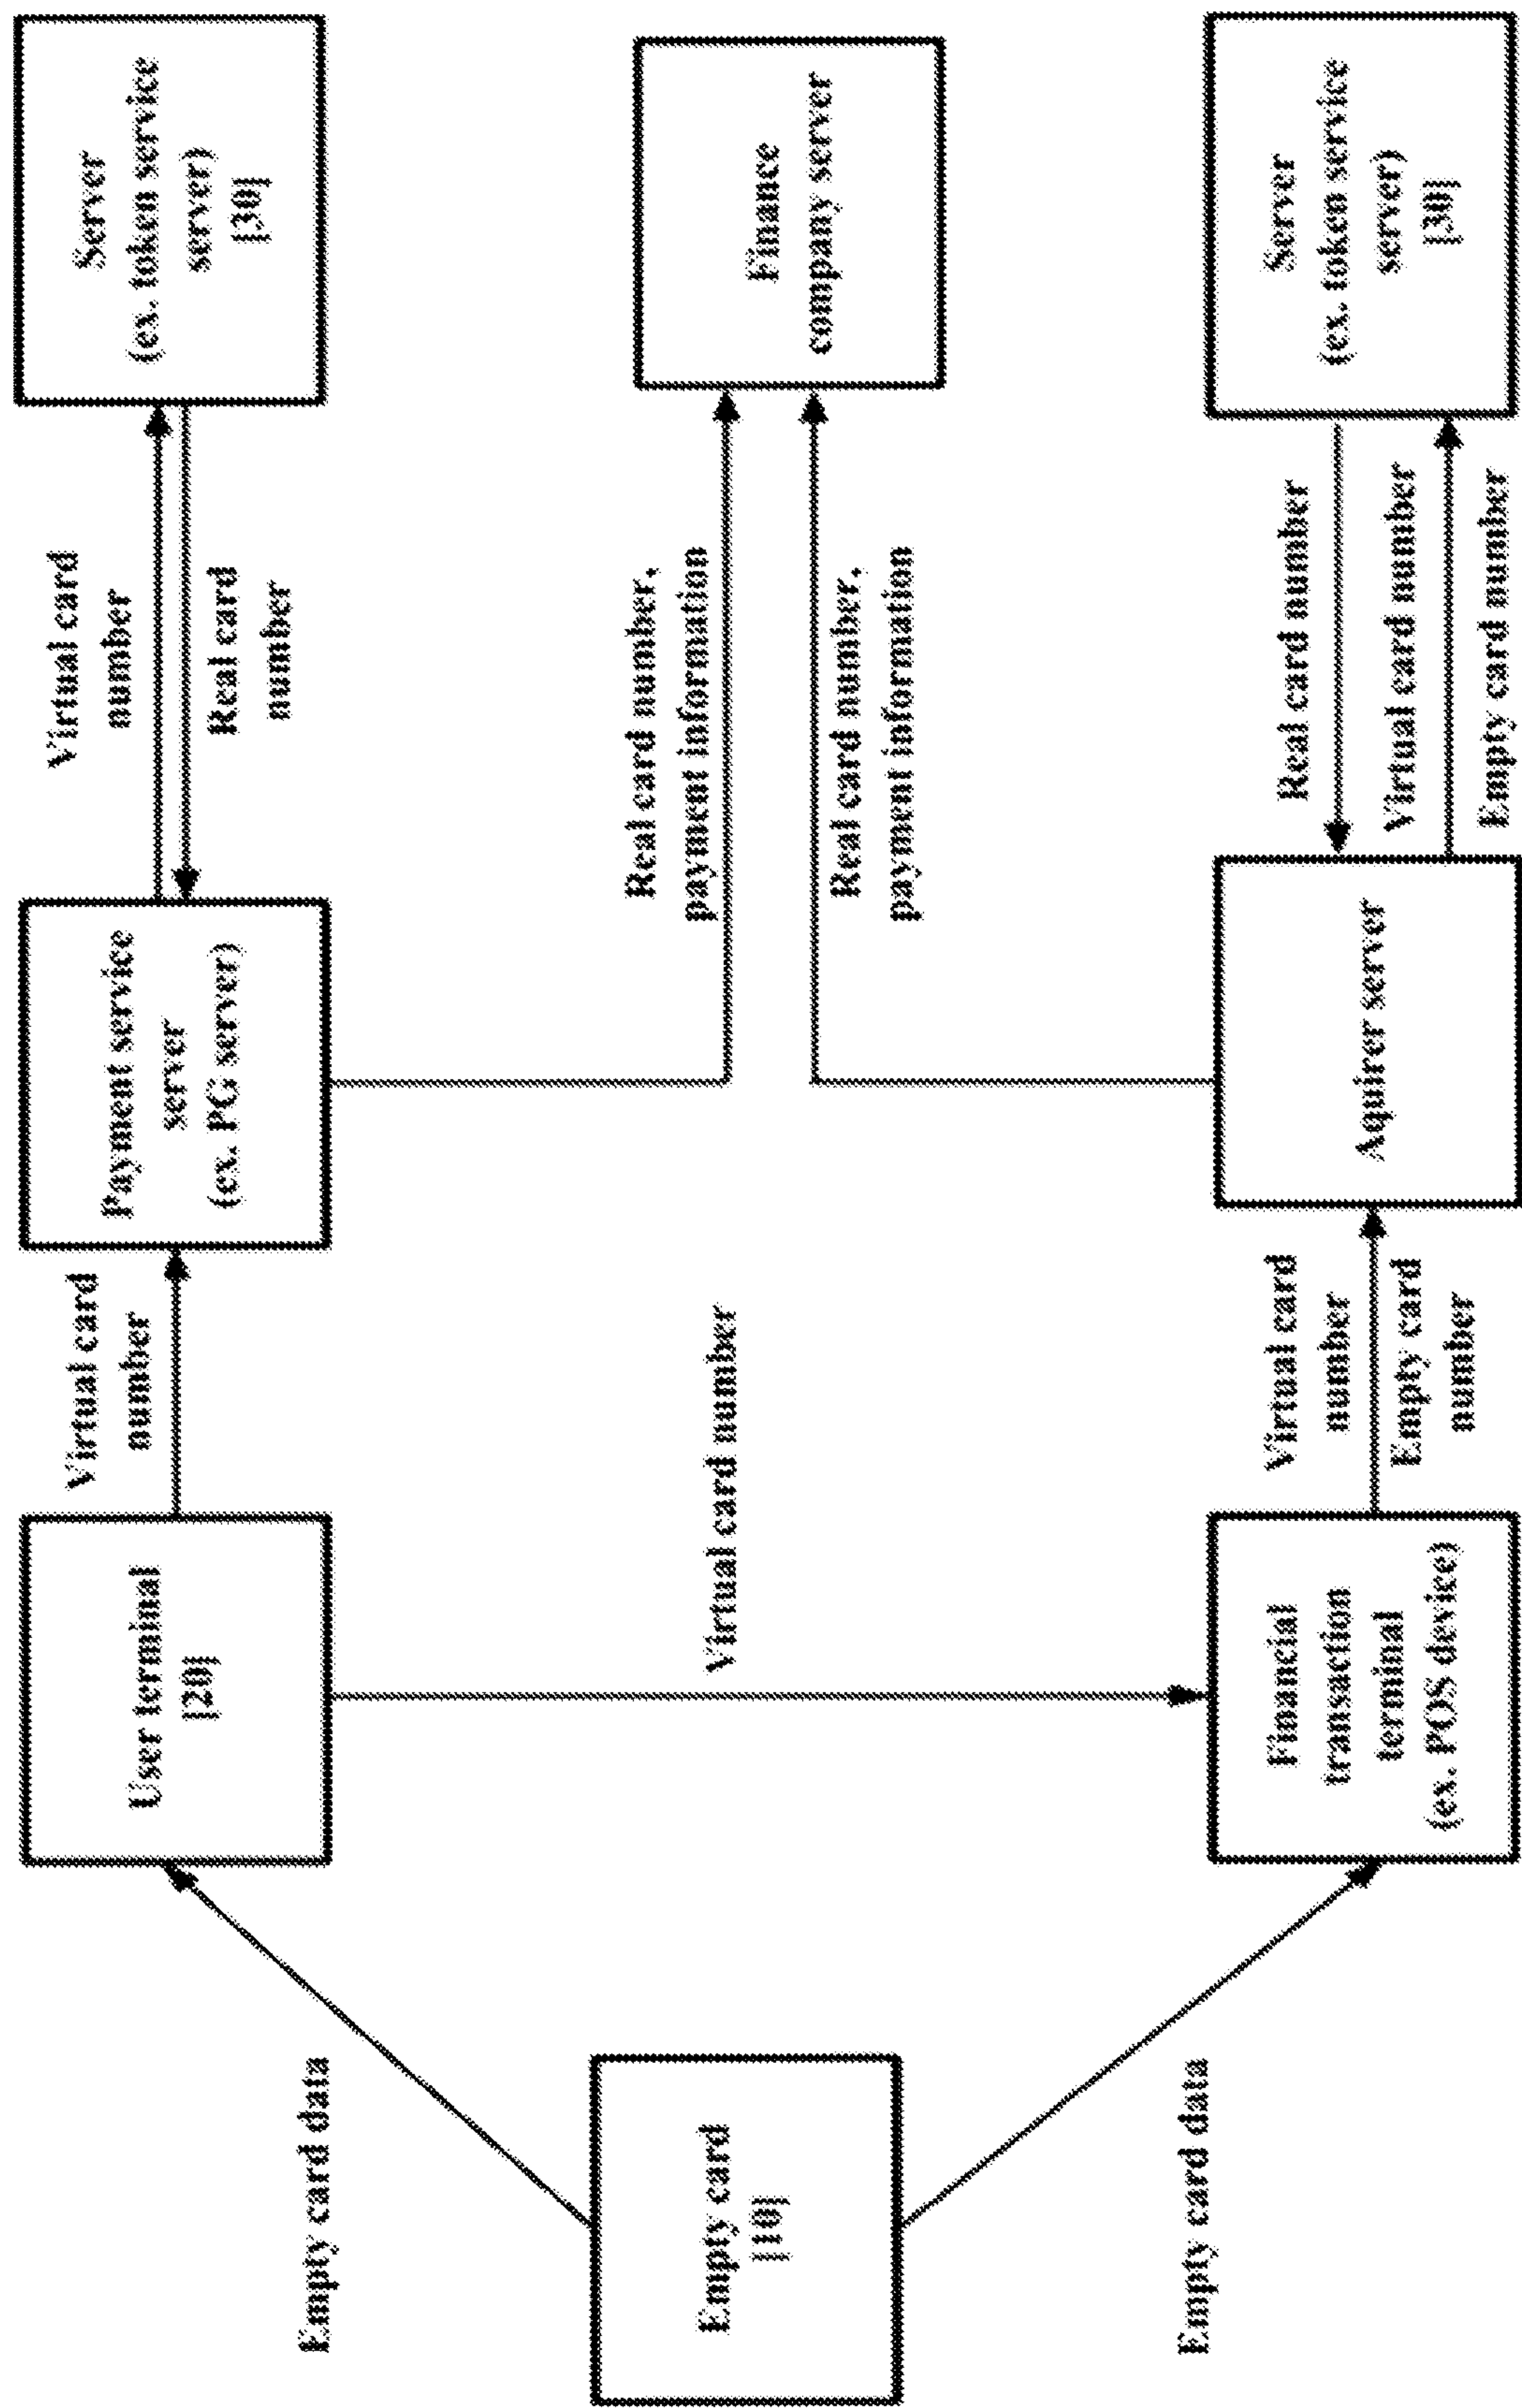 Empty card
[10]
Empty card data
Empty card data
User terminal
[20]
Virtual card
number
Payment service
server
(ex. PG server)
Virtual card
number
Real card
number
Server
(ex. token service
server)
[30]
Virtual card number
Real card number,
payment information
Real card number,
payment information
Finance
company server
Financial
transaction
terminal
(ex. POS device)
Virtual card
number
Empty card
number
Aquirer server
Real card number
Virtual card number
Empty card number
Server
(ex. token service
server)
[30]